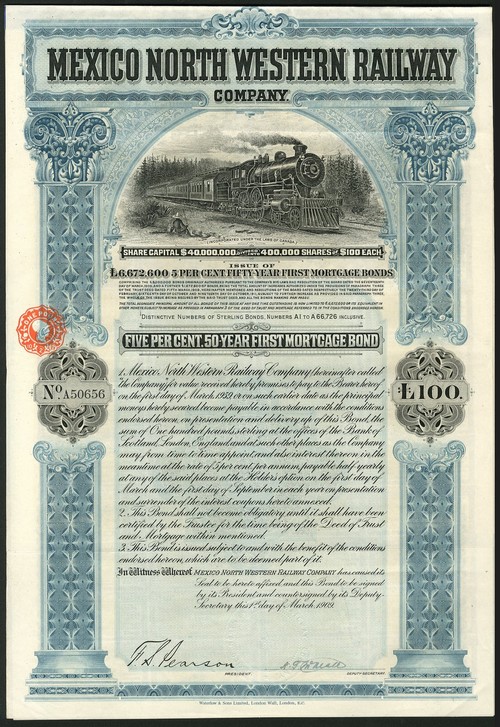 MEXICO NORTH WESTERN RAILWAY
COMPANY.
(INCORPORATED UNDER THE LAWS OF CANADA.)
SHARE CAPITAL $40,000,000 400,000 SHARES OF $100 EACH
ISSUE OF
£6,672,600 5 PER CENT FIFTY-YEAR FIRST MORTGAGE BONDS
DISTINCTIVE NUMBERS OF STERLING BONDS, NUMBERS A1 TO A66,726 INCLUSIVE.
FIVE PER CENT. 50-YEAR FIRST MORTGAGE BOND
No. A50656
£100.
1. Mexico North Western Railway Company (hereinafter called
the Company) for value received hereby promises to pay to the Bearer hereof
on the first day of March 1959, or on such earlier date as the principal
moneys hereby secured, become payable in accordance with the conditions
endorsed hereon, on presentation and delivery up of this Bond, the
sum of One hundred pounds sterling at the offices of the Bank of
Scotland, London, England, and at such other places as the Company
may from time to time appoint and also interest thereon in the
meantime at the rate of 5 per cent. per annum, payable half-yearly
at any of the said places at the Holder's option on the first day of
March and the first day of September in each year on presentation
and surrender of the interest coupons hereto annexed.
2. This Bond shall not become obligatory until it shall have been
certified by the Trustee for the time being of the Deed of Trust
and Mortgage within mentioned.
3. This Bond is issued subject to and with the benefit of the conditions
endorsed hereon, which are to be deemed part of it.
In Witness Whereof MEXICO NORTH WESTERN RAILWAY COMPANY has caused its
Seal to be hereto affixed and this Bond to be signed
by its President and countersigned by its Deputy-
Secretary this 1st day of March, 1909.
F. S. Pearson
PRESIDENT.
DEPUTY-SECRETARY
Waterlow & Sons Limited, London Wall, London, E.C.